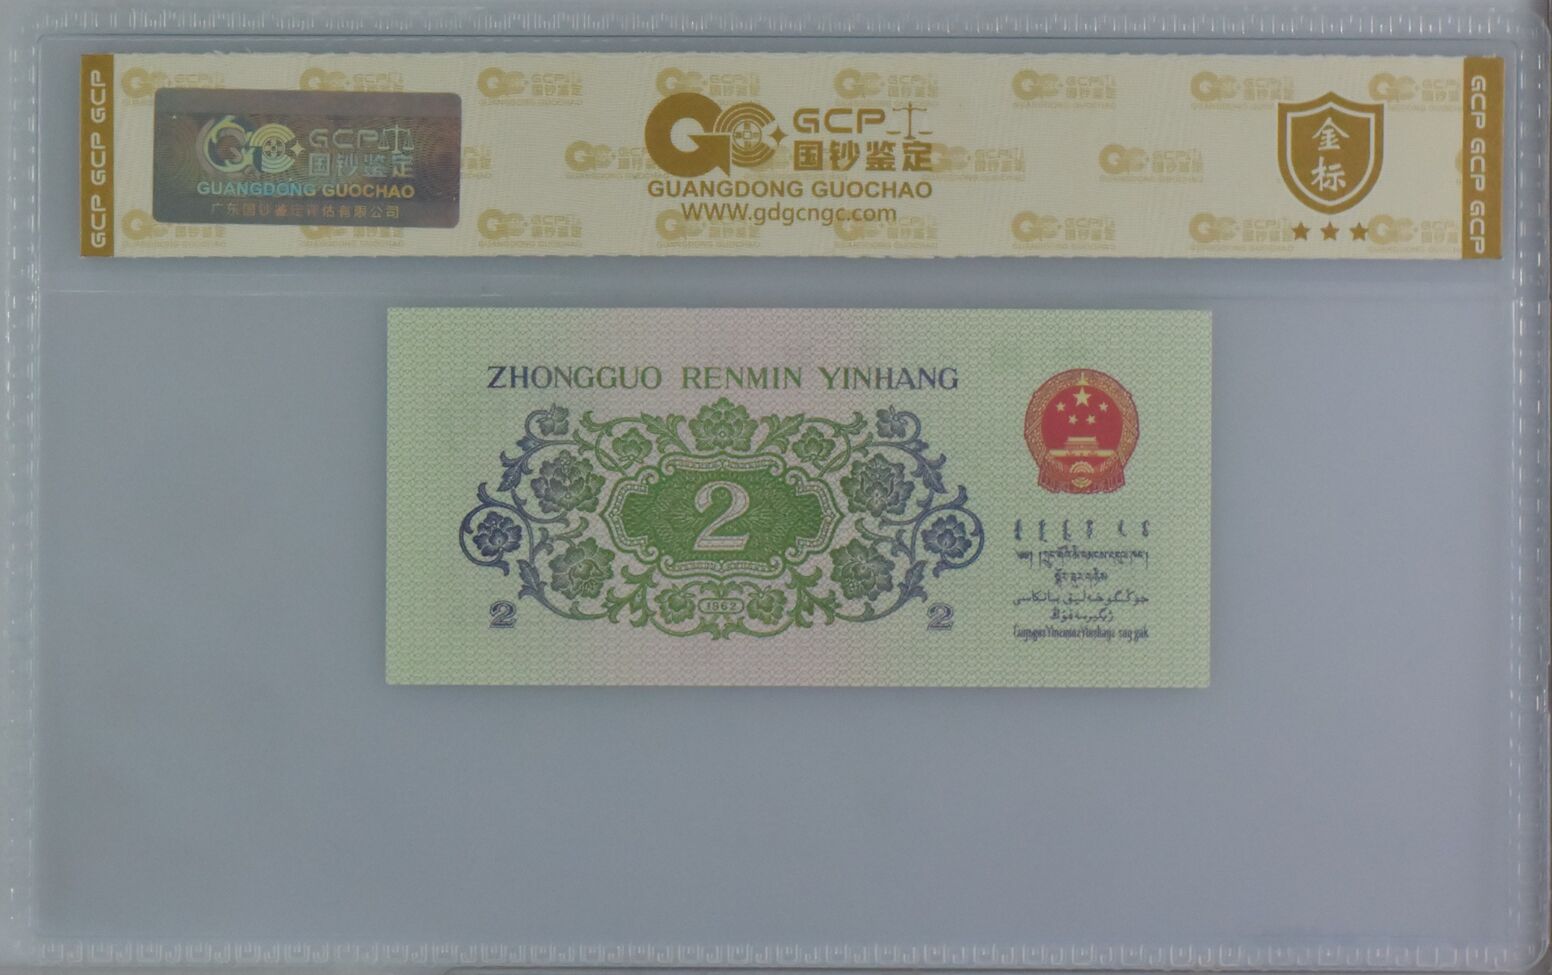 GCP GCP GCP
GCP
国钞鉴定
GUANGDONG GUOCHAO
广东国钞鉴定评估有限公司
GCP
国钞鉴定
GUANGDONG GUOCHAO
WWW.gdgcngc.com
金
标
GCP GCP GCP
ZHONGGUO RENMIN YINHANG
2
1962
2
2